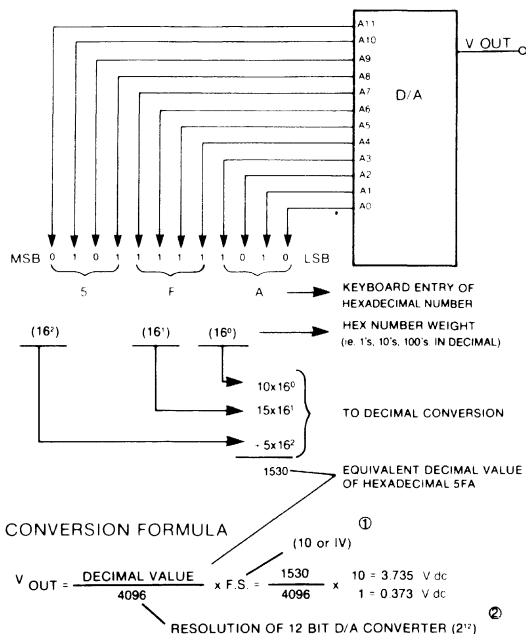 A11
A10
A9
A8
A7
A6
A5
A4
A3
A2
A1
A0
D/A
V OUT
MSB 0 1 0 1 1 1 1 1 1 0 1 0 LSB
5 F A
KEYBOARD ENTRY OF
HEXADECIMAL NUMBER
(16²) (16¹) (16⁰)
HEX NUMBER WEIGHT
(ie. 1's, 10's, 100's IN DECIMAL)
10x16⁰
15x16¹
+ 5x16²
TO DECIMAL CONVERSION
1530
EQUIVALENT DECIMAL VALUE
OF HEXADECIMAL 5FA
CONVERSION FORMULA
①
(10 or IV)
V OUT = DECIMAL VALUE / 4096 x F.S. = 1530 / 4096 x 10 = 3.735 V dc
1 = 0.373 V dc
②
RESOLUTION OF 12 BIT D/A CONVERTER (2¹²)